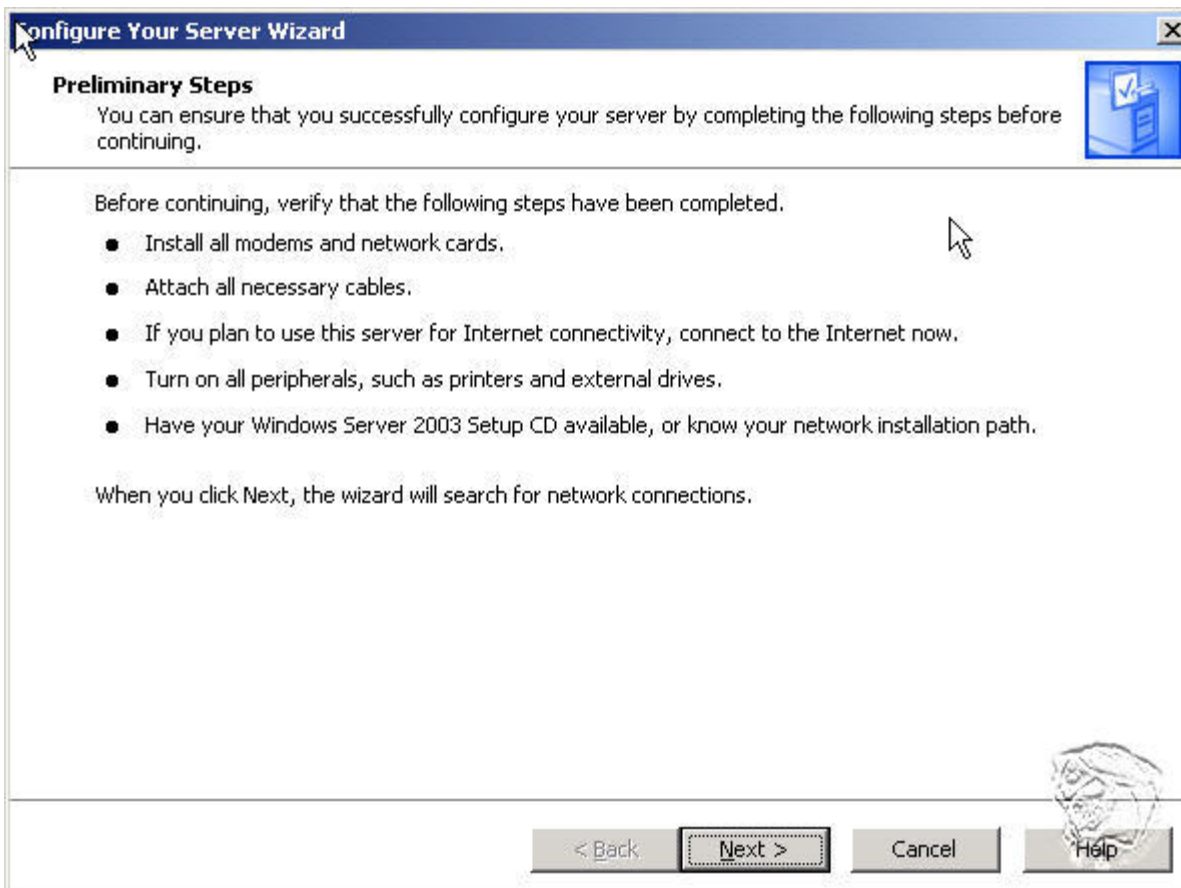 Configure Your Server Wizard
Preliminary Steps
You can ensure that you successfully configure your server by completing the following steps before
continuing.
Before continuing, verify that the following steps have been completed.
Install all modems and network cards.
Attach all necessary cables.
If you plan to use this server for Internet connectivity, connect to the Internet now.
Turn on all peripherals, such as printers and external drives.
Have your Windows Server 2003 Setup CD available, or know your network installation path.
When you click Next, the wizard will search for network connections.
< Back Next > Cancel Help